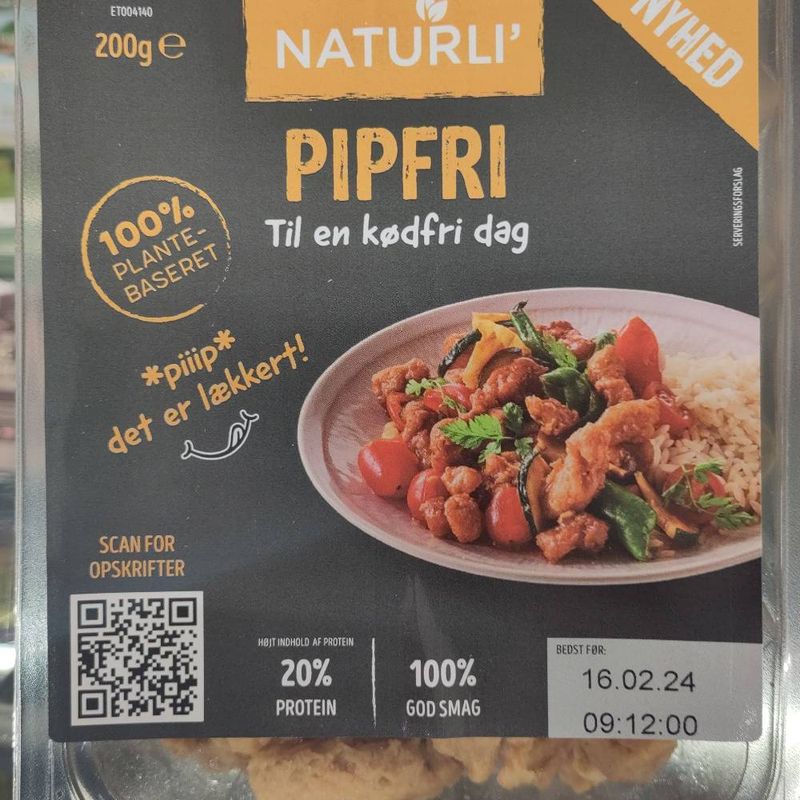 ET004140
200g e
NATURLI'
NYHED
PIPFRI
Til en kødfri dag
SERVERINGSFORSLAG
100%
PLANTE-
BASERET
*piiip*
det er lækkert!
SCAN FOR
OPSKRIFTER
HØJT INDHOLD AF PROTEIN
20%
PROTEIN
100%
GOD SMAG
BEDST FØR:
16.02.24
09:12:00